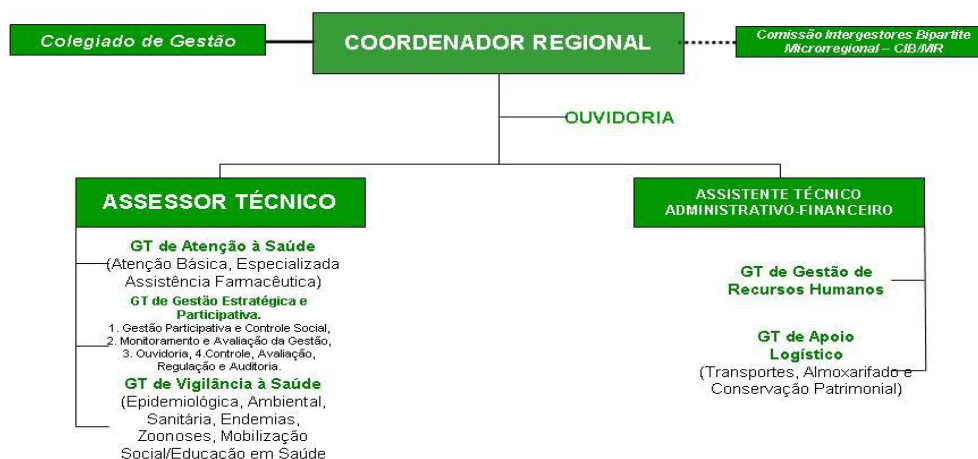 Colegiado de Gestão
COORDENADOR REGIONAL
Comissão Intergestores Bipartite
Microrregional – CIB/MR
OUVIDORIA
ASSESSOR TÉCNICO
GT de Atenção à Saúde
(Atenção Básica, Especializada
Assistência Farmacêutica)
GT de Gestão Estratégica e
Participativa.
1. Gestão Participativa e Controle Social,
2. Monitoramento e Avaliação da Gestão,
3. Ouvidoria, 4.Controle, Avaliação,
Regulação e Auditoria.
GT de Vigilância à Saúde
(Epidemiológica, Ambiental,
Sanitária, Endemias,
Zoonoses, Mobilização
Social/Educação em Saúde
ASSISTENTE TÉCNICO
ADMINISTRATIVO-FINANCEIRO
GT de Gestão de
Recursos Humanos
GT de Apoio
Logístico
(Transportes, Almoxarifado e
Conservação Patrimonial)